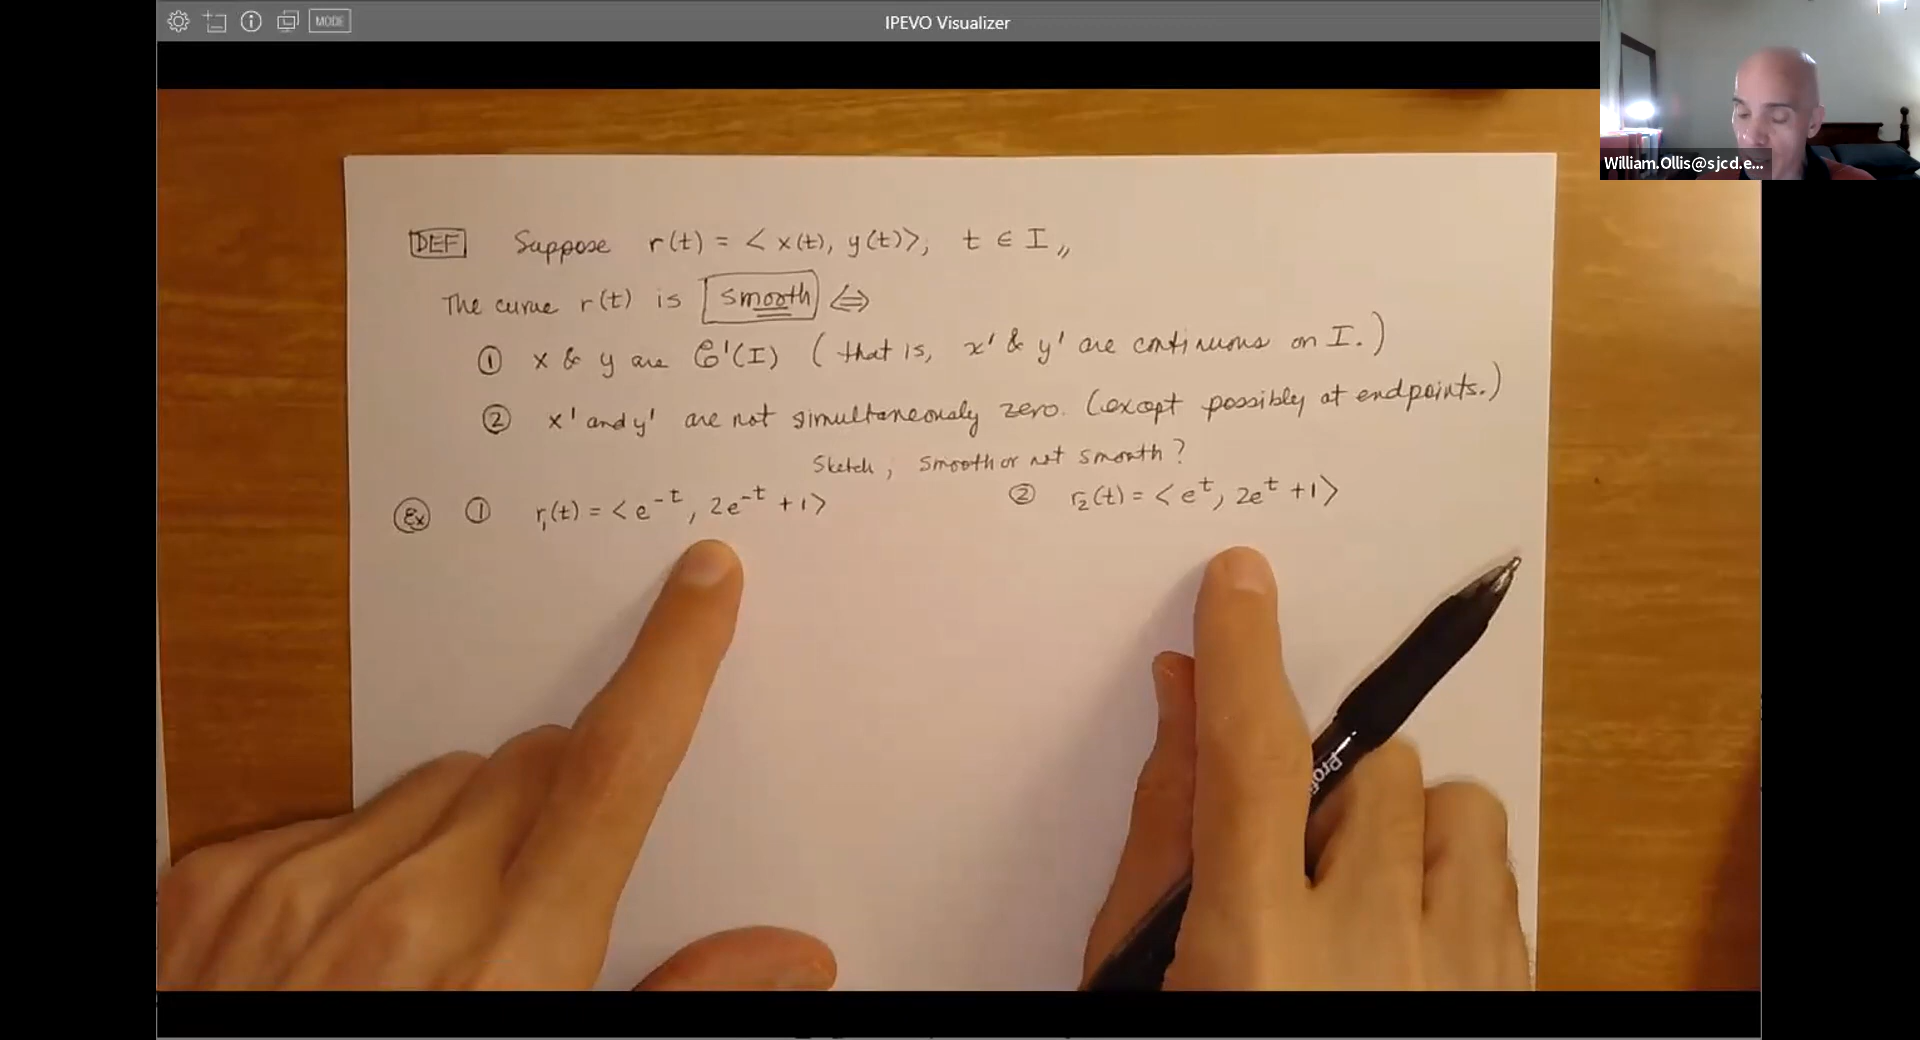 MODE
IPEVO Visualizer
William.Ollis@sjcd.e...
DEF Suppose r(t) = < x(t), y(t)>, t ∈ I,,
The curve r(t) is smooth ⇔
① x & y are C'(I) (that is, x' & y' are continuous on I.)
② x' and y' are not simultaneously zero. (except possibly at endpoints.)
Sketch, smooth or not smooth?
Ex ① r₁(t) = < e^-t, 2e^-t +1> ② r₂(t) = < e^t, 2e^t +1>